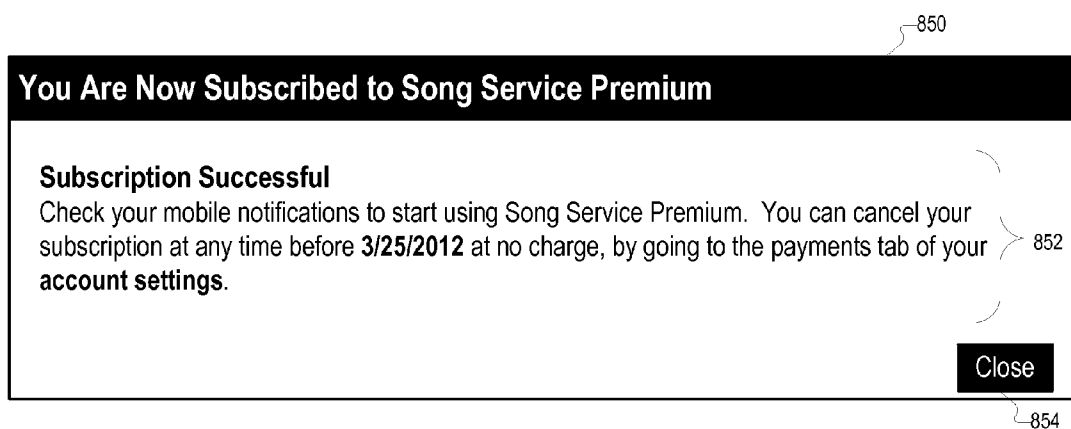 850
You Are Now Subscribed to Song Service Premium
Subscription Successful
Check your mobile notifications to start using Song Service Premium. You can cancel your
subscription at any time before 3/25/2012 at no charge, by going to the payments tab of your
account settings.
852
Close
854